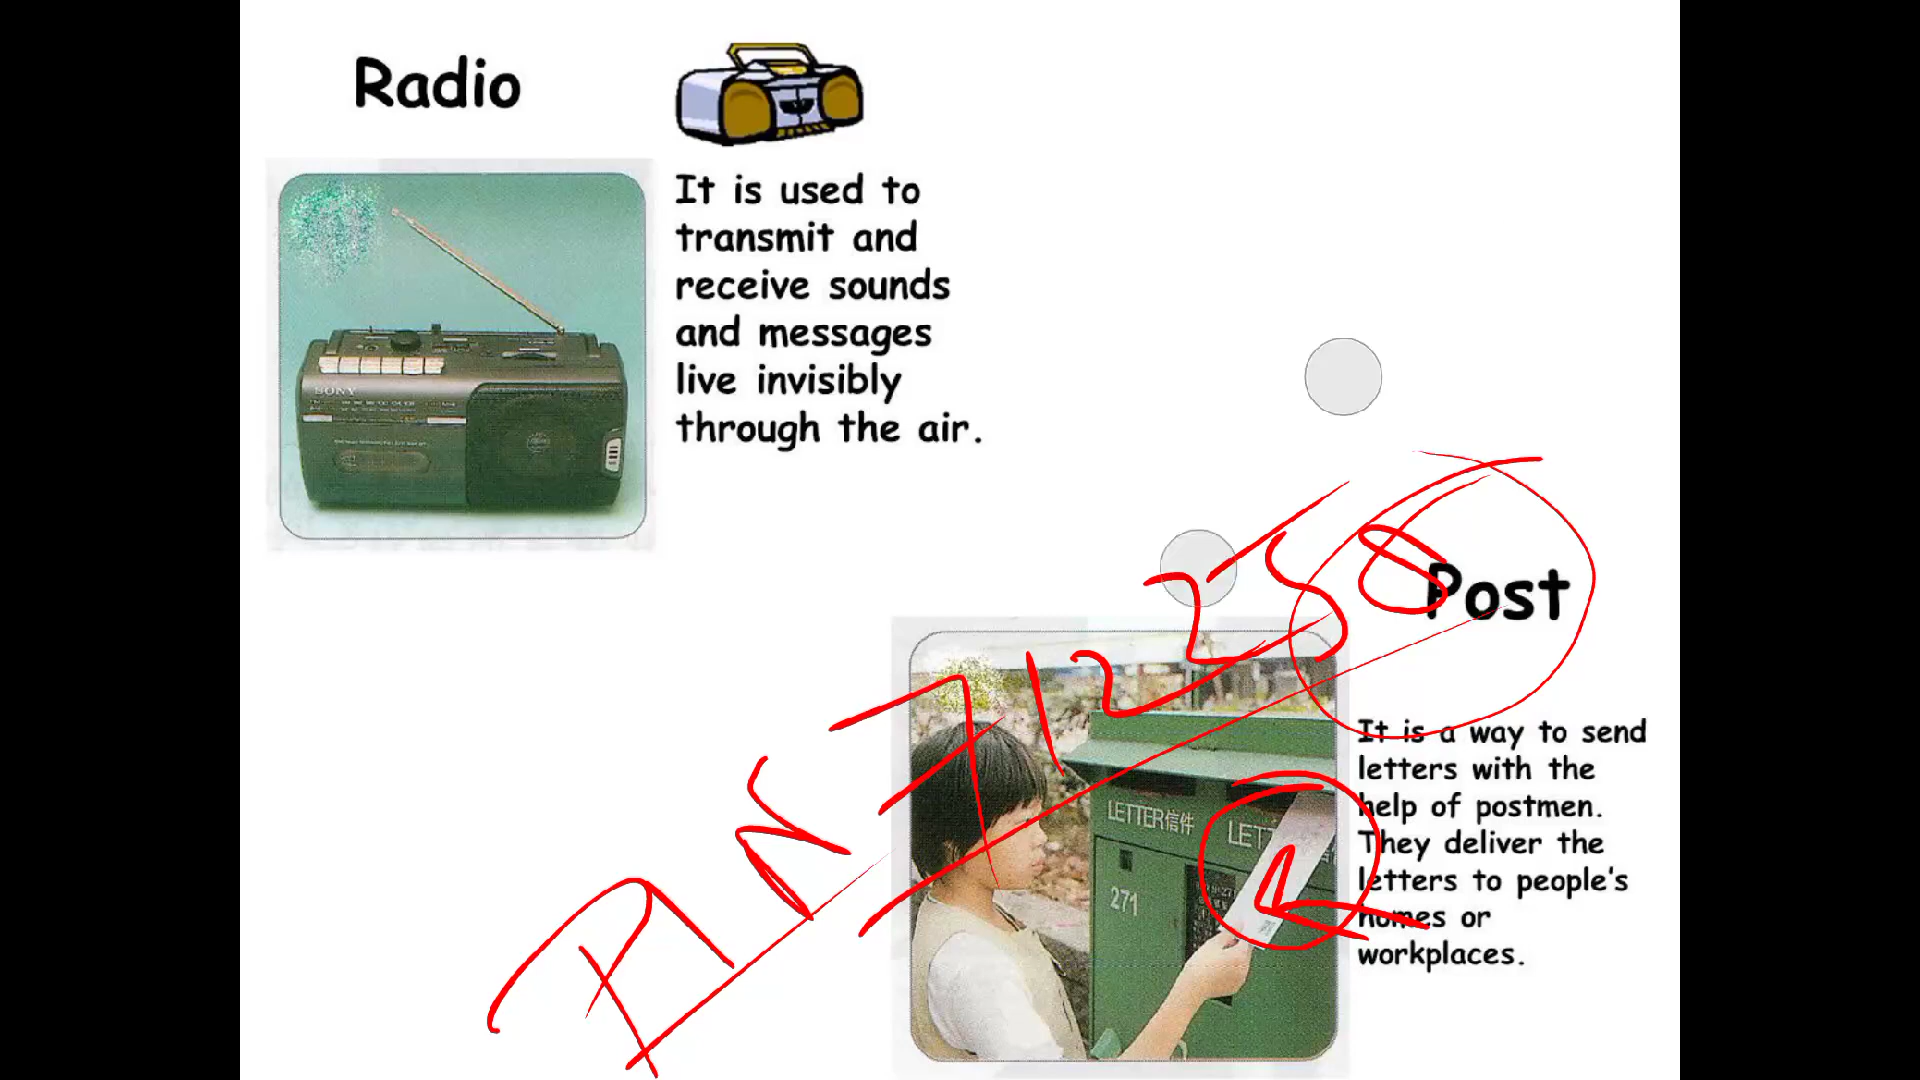 Radio
It is used to
transmit and
receive sounds
and messages
live invisibly
through the air.
SONY
Post
It is a way to send
letters with the
help of postmen.
They deliver the
letters to people's
homes or
workplaces.
LETTER信件
LET
271